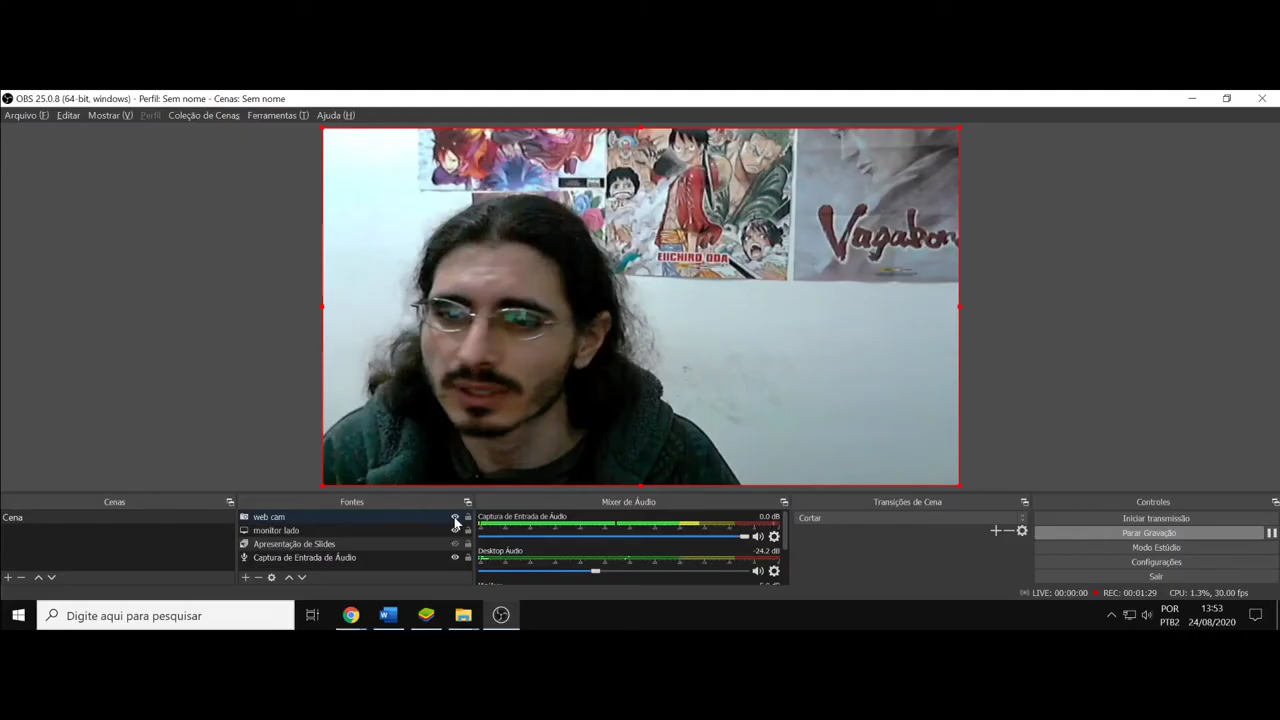 OBS 25.0.8 (64-bit, windows) - Perfil: Sem nome - Cenas: Sem nome
Arquivo (F) Editar Mostrar (V) Perfil Coleção de Cenas Ferramentas (T) Ajuda (H)
EIICHIRO ODA
Vagabon
Cenas Fontes Mixer de Áudio Transições de Cena Controles
Cena web cam Captura de Entrada de Áudio 0.0 dB Cortar Iniciar transmissão
monitor lado Parar Gravação
Apresentação de Slides Desktop Áudio -24.2 dB Modo Estúdio
Captura de Entrada de Áudio Configurações
Sair
LIVE: 00:00:00 REC: 00:01:29 CPU: 1.3%, 30.00 fps
Digite aqui para pesquisar POR 13:53
PTB2 24/08/2020